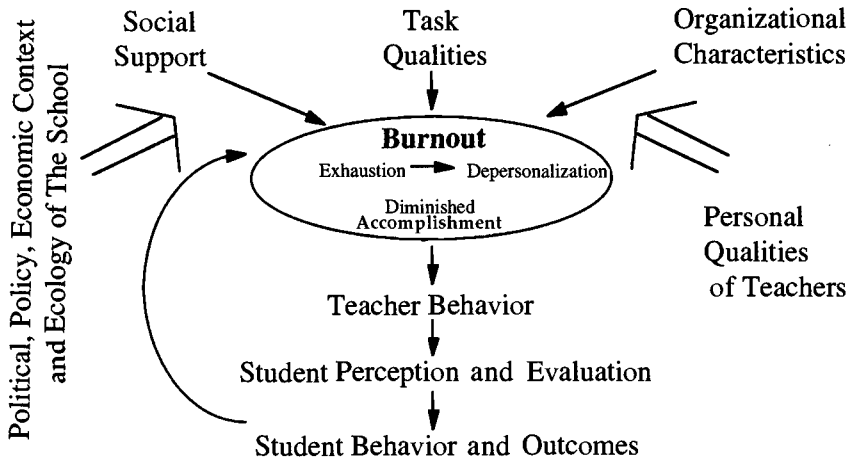 Political, Policy, Economic Context
and Ecology of The School
Social
Support
Task
Qualities
Organizational
Characteristics
Burnout
Exhaustion
Depersonalization
Diminished
Accomplishment
Personal
Qualities
of Teachers
Teacher Behavior
Student Perception and Evaluation
Student Behavior and Outcomes